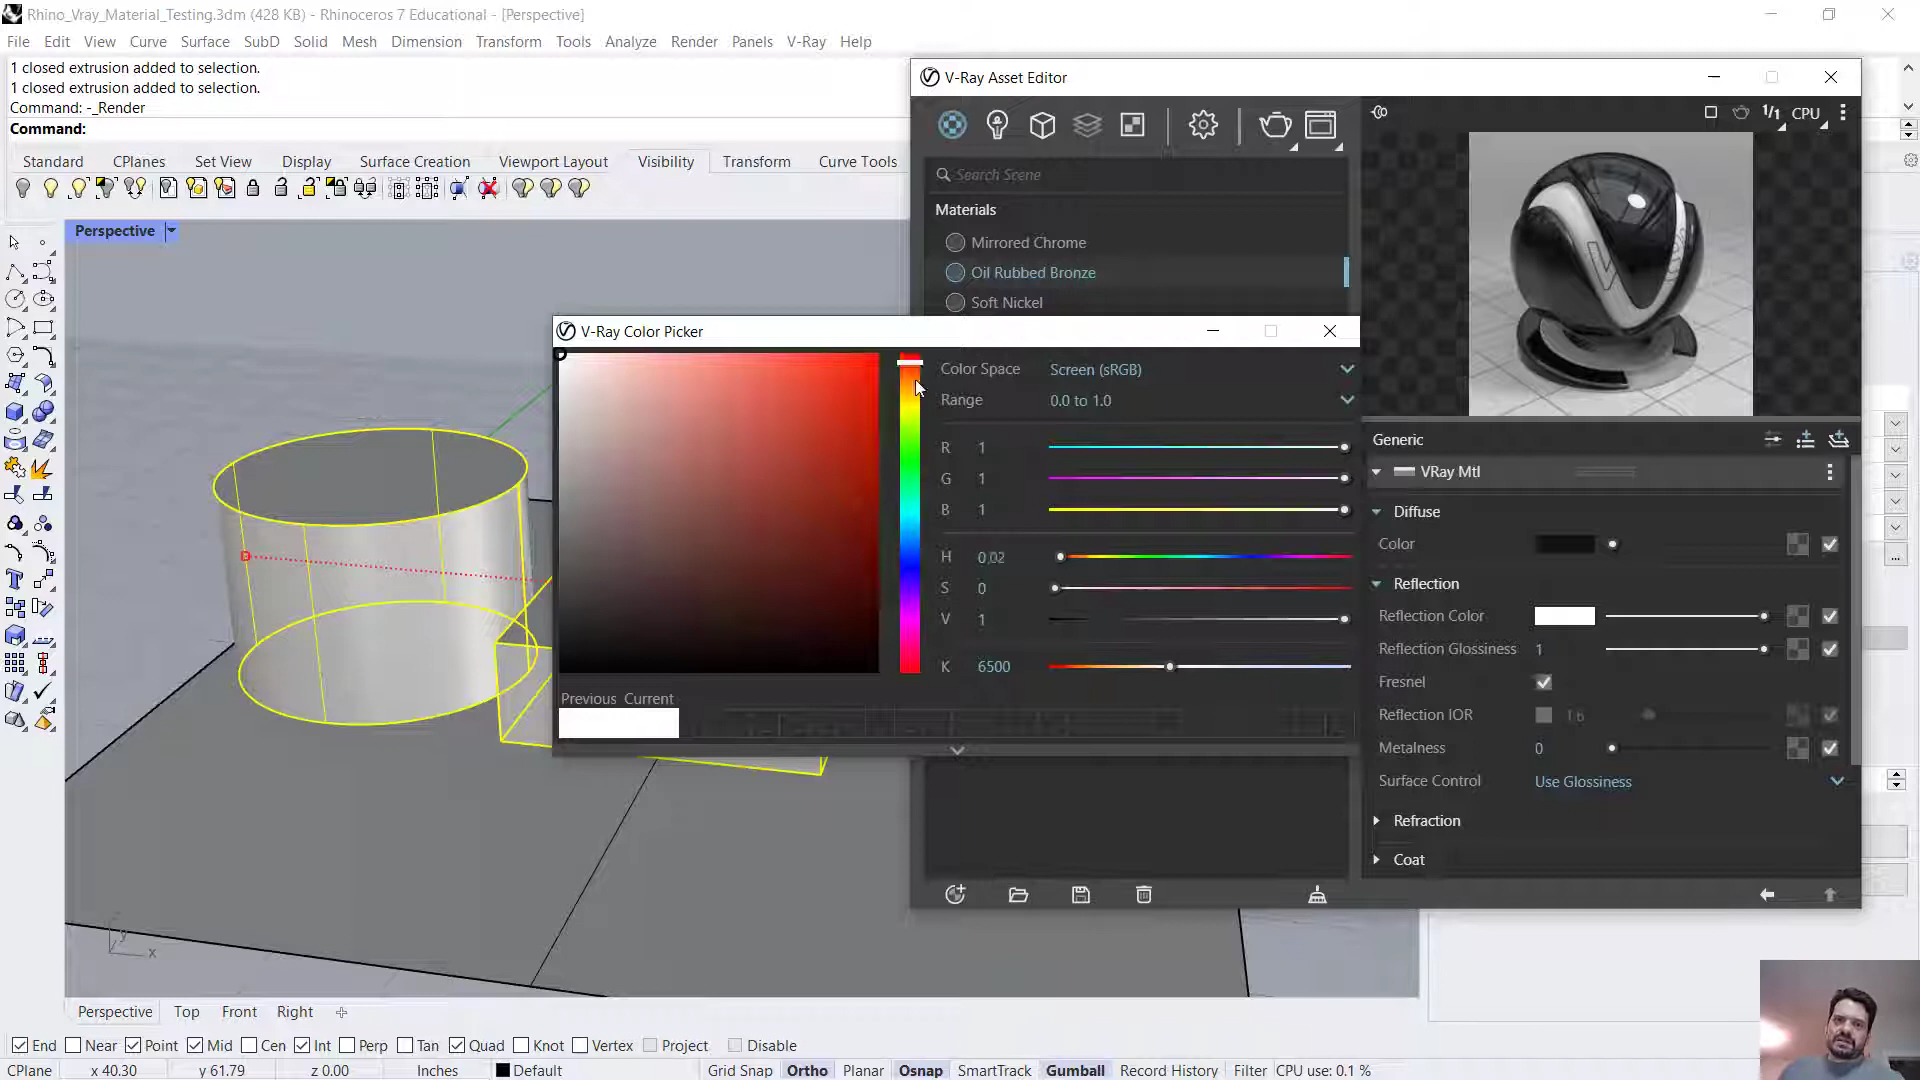 Rhino_Vray_Material_Testing.3dm (428 KB) - Rhinoceros 7 Educational - [Perspective]
File Edit View Curve Surface SubD Solid Mesh Dimension Transform Tools Analyze Render Panels V-Ray Help
1 closed extrusion added to selection.
1 closed extrusion added to selection.
Command: -_Render
Command:
Standard CPlanes Set View Display Surface Creation Viewport Layout Visibility Transform Curve Tools
Perspective
V-Ray Asset Editor
1/1 CPU
Search Scene
Materials
Mirrored Chrome
Oil Rubbed Bronze
Soft Nickel
V-Ray Color Picker
Color Space Screen (sRGB)
Range 0.0 to 1.0
R 1
G 1
B 1
H 0.02
S 0
V 1
K 6500
Previous Current
Generic
VRay Mtl
Diffuse
Color
Reflection
Reflection Color
Reflection Glossiness 1
Fresnel
Reflection IOR 1.6
Metalness 0
Surface Control Use Glossiness
Refraction
Coat
y
x
Perspective Top Front Right
End Near Point Mid Cen Int Perp Tan Quad Knot Vertex Project Disable
CPlane x 40.30 y 61.79 z 0.00 Inches Default Grid Snap Ortho Planar Osnap SmartTrack Gumball Record History Filter CPU use: 0.1 %